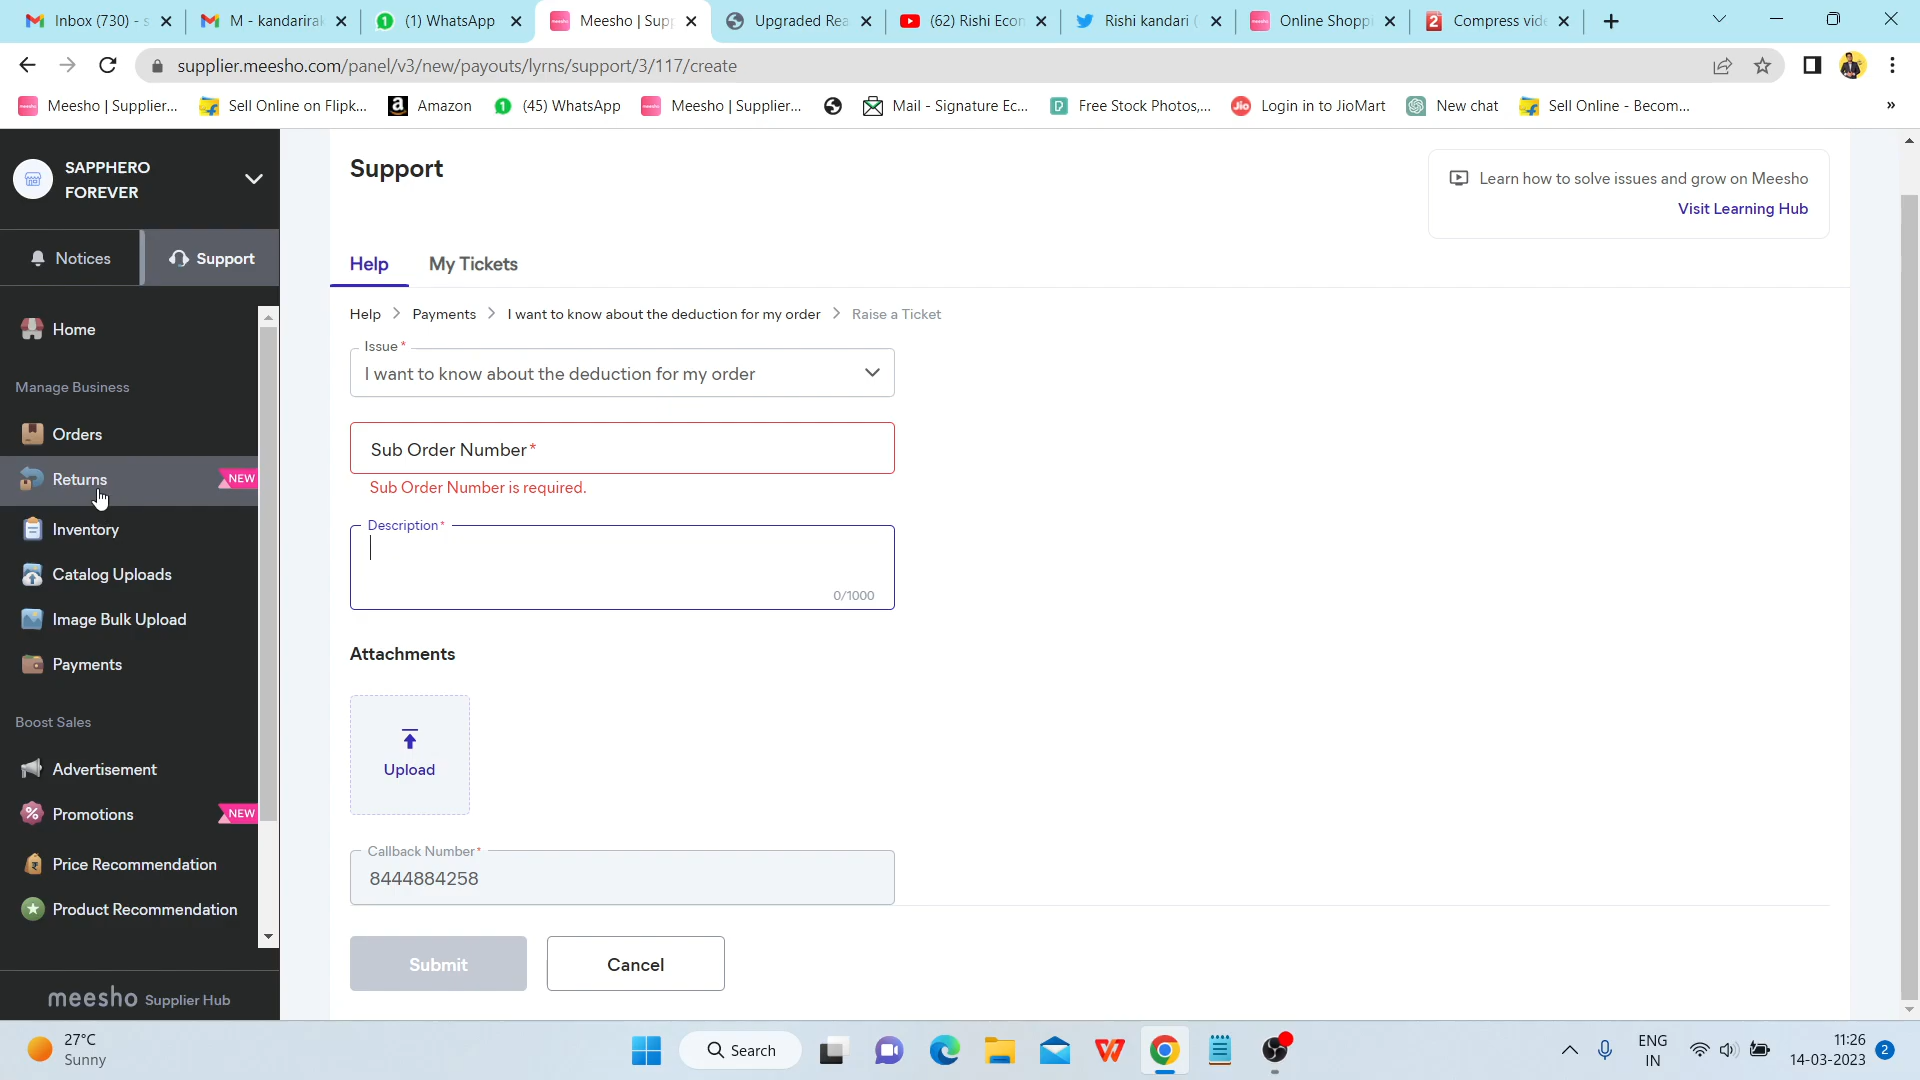 Inbox (730) - s
M - kandarirak
(1) WhatsApp
Meesho | Supp
Upgraded Rea
(62) Rishi Econ
Rishi kandari (
Online Shoppi
Compress vide
supplier.meesho.com/panel/v3/new/payouts/lyrns/support/3/117/create
Meesho | Supplier...
Sell Online on Flipk...
Amazon
(45) WhatsApp
Meesho | Supplier...
Mail - Signature Ec...
Free Stock Photos,...
Jio
Login in to JioMart
New chat
Sell Online - Becom...
»
SAPPHERO
FOREVER
Notices
Support
Home
Manage Business
Orders
Returns
NEW
Inventory
Catalog Uploads
Image Bulk Upload
Payments
Boost Sales
Advertisement
Promotions
NEW
Price Recommendation
Product Recommendation
meesho Supplier Hub
Support
Learn how to solve issues and grow on Meesho
Visit Learning Hub
Help
My Tickets
Help > Payments > I want to know about the deduction for my order > Raise a Ticket
Issue *
I want to know about the deduction for my order
Sub Order Number*
Sub Order Number is required.
Description*
0/1000
Attachments
Upload
Callback Number*
8444884258
Submit
Cancel
27°C
Sunny
Search
ENG
IN
11:26
14-03-2023
2